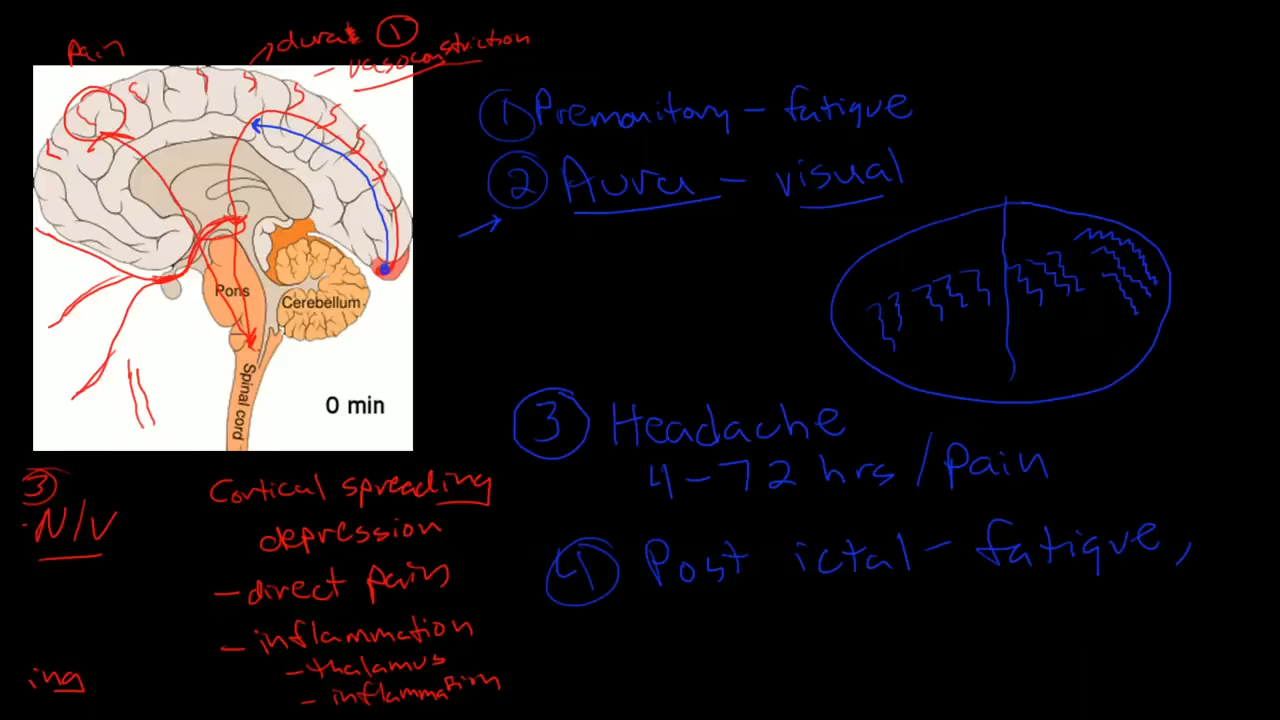 Pain
dura ①
- vasoconstriction
① Premonitory - fatigue
② Aura - visual
Pons
Cerebellum
Spinal cord
0 min
③ Headache
4-72 hrs / Pain
④ Post ictal - fatigue,
③
- N/V
ing
Cortical spreading
depression
- direct pain
- inflammation
- thalamus
- inflammation